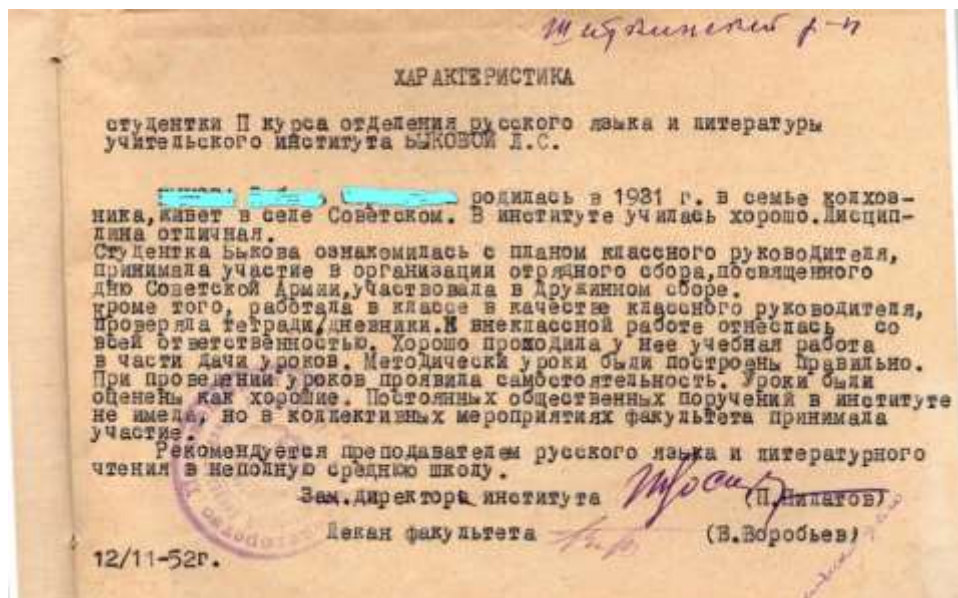 ХАРАКТЕРИСТИКА
студентки П курса отделения русского языка и литературы
учительского института БЫКОВОЙ Л.С.
родилась в 1931 г. в семье колхоз-
ника,живет в селе Советском. В институте училась хорошо.Дисцип-
лина отличная.
Студентка Быкова ознакомилась с планом классного руководителя,
принимала участие в организации отрядного сбора,посвященного
дню Советской Армии,участвовала в дружинном сборе.
Кроме того, работала в классе в качестве классного руководителя,
проверяла тетради,дневники.К внеклассной работе отнеслась со
всей ответственностью. Хорошо проходила у нее учебная работа
в части дачи уроков. Методически уроки были построены правильно.
При проведении уроков проявила самостоятельность. Уроки были
оценены как хорошие. Постоянных общественных поручений в институте
не имела, но в коллективных мероприятиях факультета принимала
участие.
Рекомендуется преподавателем русского языка и литературного
чтения в неполную среднюю школу.
Зам.директора института (П.Пилатов)
Декан факультета (В.Воробьев)
12/11-52г.